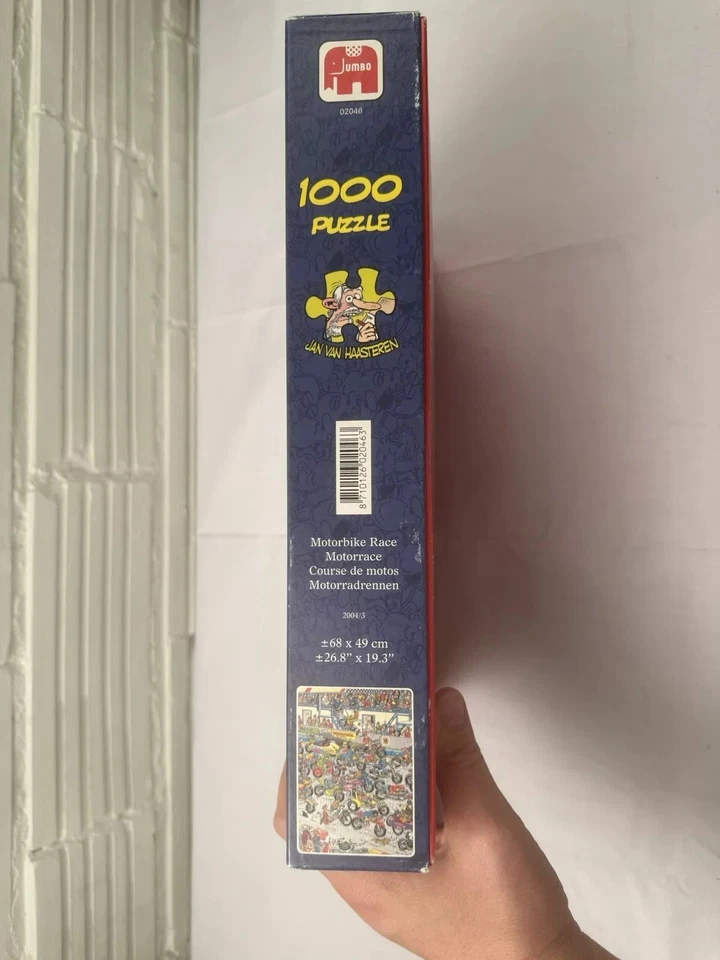 JUMBO
02046
1000
PUZZLE
JAN VAN HAASTEREN
8 710126 020463
Motorbike Race
Motorrace
Course de motos
Motorradrennen
2004/3
±68 x 49 cm
±26.8” x 19.3”